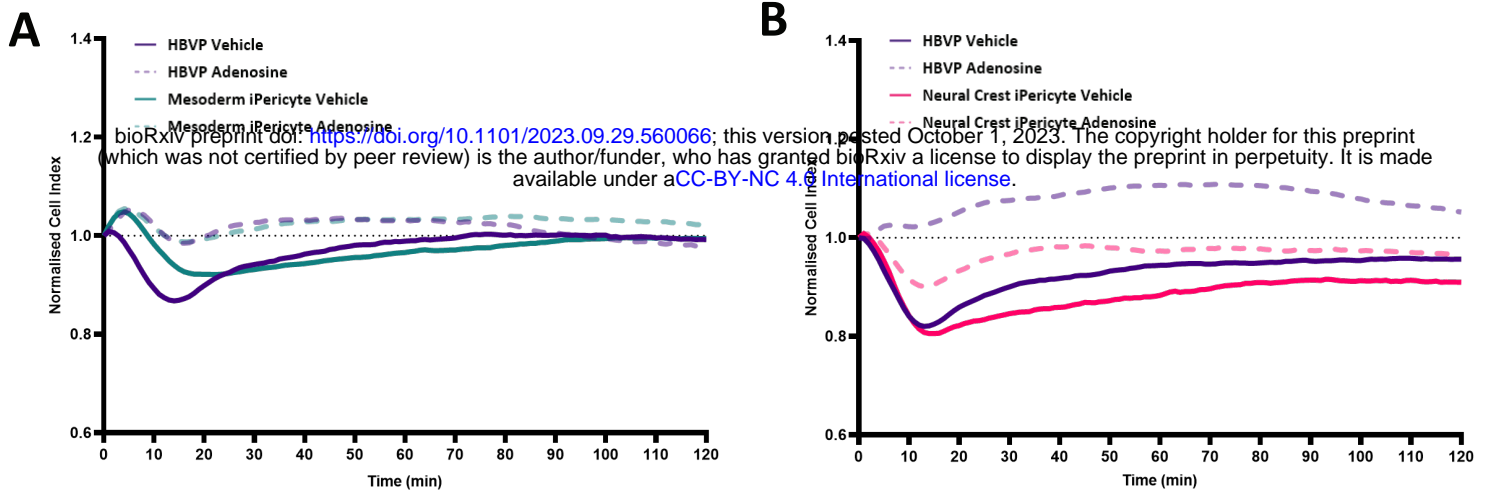 A
B
1.4
HBVP Vehicle
HBVP Adenosine
Mesoderm iPericyte Vehicle
Mesoderm iPericyte Adenosine
1.2
1.0
0.8
0.6
Normalised Cell Index
0 10 20 30 40 50 60 70 80 90 100 110 120
Time (min)
1.4
HBVP Vehicle
HBVP Adenosine
Neural Crest iPericyte Vehicle
Neural Crest iPericyte Adenosine
1.2
1.0
0.8
0.6
Normalised Cell Index
0 10 20 30 40 50 60 70 80 90 100 110 120
Time (min)
bioRxiv preprint doi: https://doi.org/10.1101/2023.09.29.560066; this version posted October 1, 2023. The copyright holder for this preprint
(which was not certified by peer review) is the author/funder, who has granted bioRxiv a license to display the preprint in perpetuity. It is made
available under aCC-BY-NC 4.0 International license.